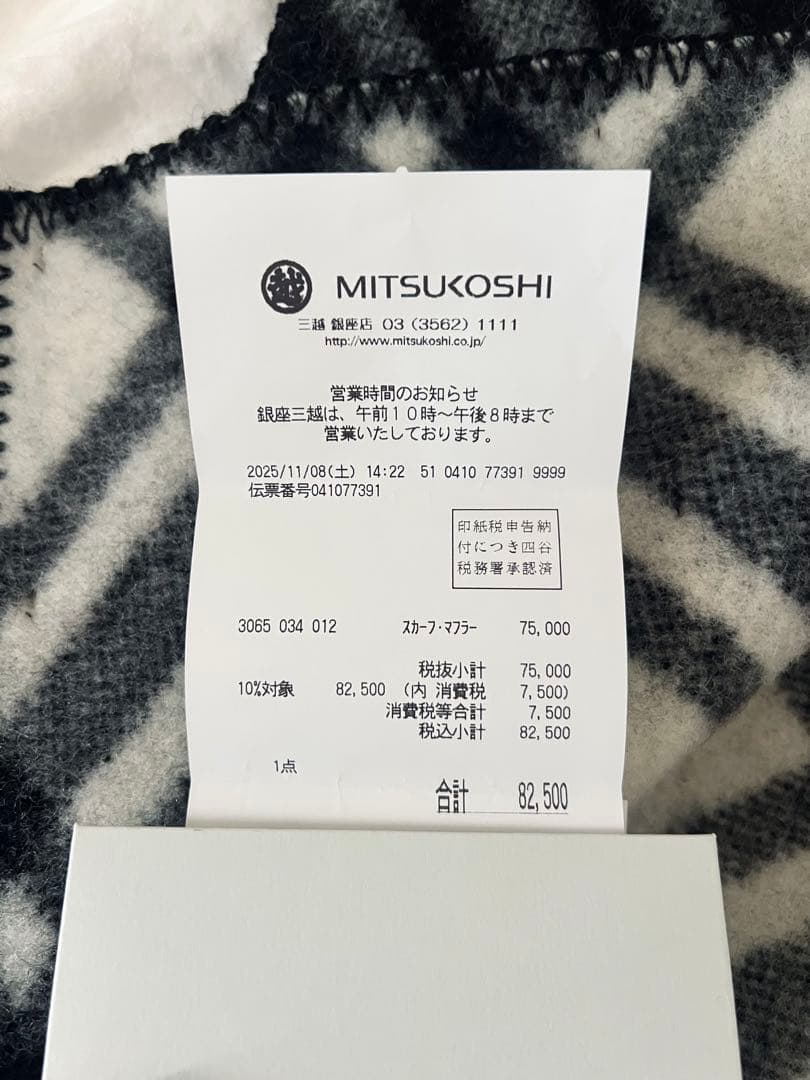 越 MITSUKOSHI
三越 銀座店 03 (3562) 1111
http://www.mitsukoshi.co.jp/
営業時間のお知らせ
銀座三越は、午前10時〜午後8時まで
営業いたしております。
2025/11/08(土) 14:22 51 0410 77391 9999
伝票番号041077391
印紙税申告納
付につき四谷
税務署承認済
3065 034 012 スカーフ・マフラー 75,000
税抜小計 75,000
10%対象 82,500 (内 消費税 7,500)
消費税等合計 7,500
税込小計 82,500
1点
合計 82,500